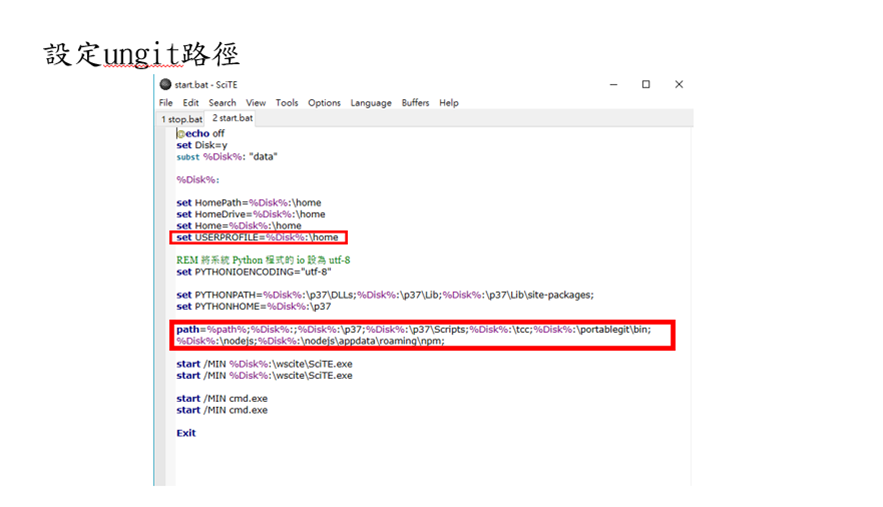 設定ungit路徑
start.bat - SciTE
File Edit Search View Tools Options Language Buffers Help
1 stop.bat 2 start.bat
@echo off
set Disk=y
subst %Disk%: "data"
%Disk%:
set HomePath=%Disk%:\home
set HomeDrive=%Disk%:\home
set Home=%Disk%:\home
set USERPROFILE=%Disk%:\home
REM 將系統 Python 程式的 io 設為 utf-8
set PYTHONIOENCODING="utf-8"
set PYTHONPATH=%Disk%:\p37\DLLs;%Disk%:\p37\Lib;%Disk%:\p37\Lib\site-packages;
set PYTHONHOME=%Disk%:\p37
path=%path%;%Disk%:;%Disk%:\p37;%Disk%:\p37\Scripts;%Disk%:\tcc;%Disk%:\portablegit\bin;
%Disk%:\nodejs;%Disk%:\nodejs\appdata\roaming\npm;
start /MIN %Disk%:\wscite\SciTE.exe
start /MIN %Disk%:\wscite\SciTE.exe
start /MIN cmd.exe
start /MIN cmd.exe
Exit